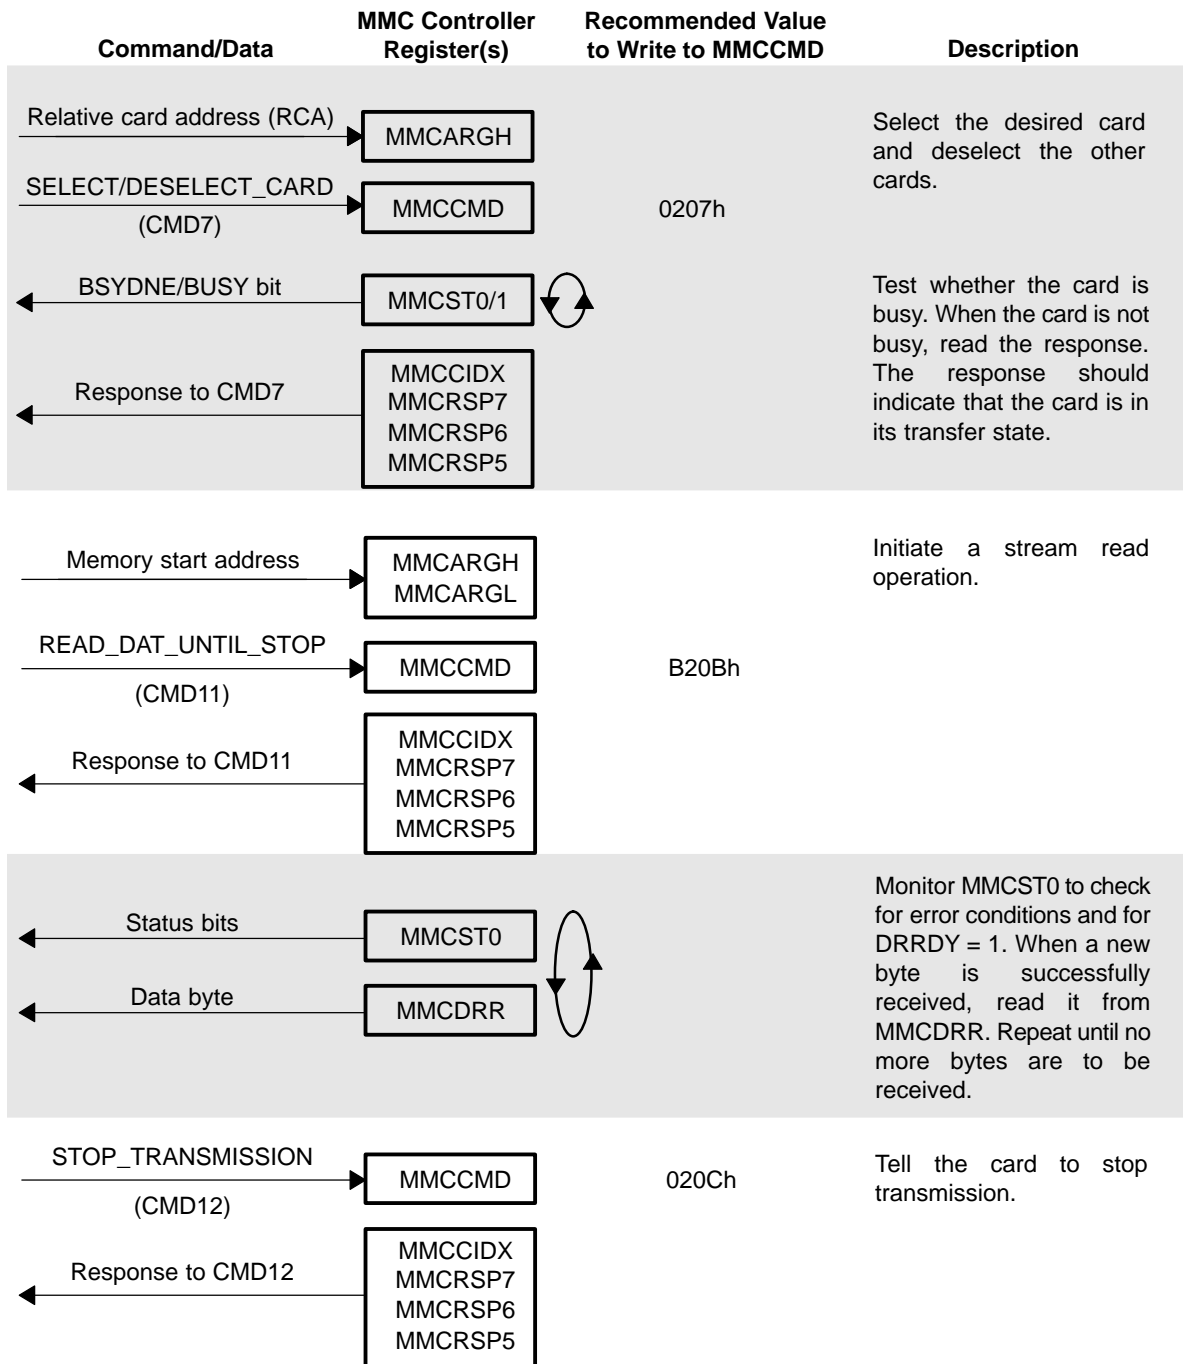 Command/Data
MMC Controller
Register(s)
Recommended Value
to Write to MMCCMD
Description
Relative card address (RCA)
MMCARGH
Select the desired card
and deselect the other
cards.
SELECT/DESELECT_CARD
(CMD7)
MMCCMD
0207h
BSYDNE/BUSY bit
MMCST0/1
Test whether the card is
busy. When the card is not
busy, read the response.
The response should
indicate that the card is in
its transfer state.
Response to CMD7
MMCCIDX
MMCRSP7
MMCRSP6
MMCRSP5
Memory start address
MMCARGH
MMCARGL
Initiate a stream read
operation.
READ_DAT_UNTIL_STOP
(CMD11)
MMCCMD
B20Bh
Response to CMD11
MMCCIDX
MMCRSP7
MMCRSP6
MMCRSP5
Status bits
MMCST0
Monitor MMCST0 to check
for error conditions and for
DRRDY = 1. When a new
byte is successfully
received, read it from
MMCDRR. Repeat until no
more bytes are to be
received.
Data byte
MMCDRR
STOP_TRANSMISSION
(CMD12)
MMCCMD
020Ch
Tell the card to stop
transmission.
Response to CMD12
MMCCIDX
MMCRSP7
MMCRSP6
MMCRSP5